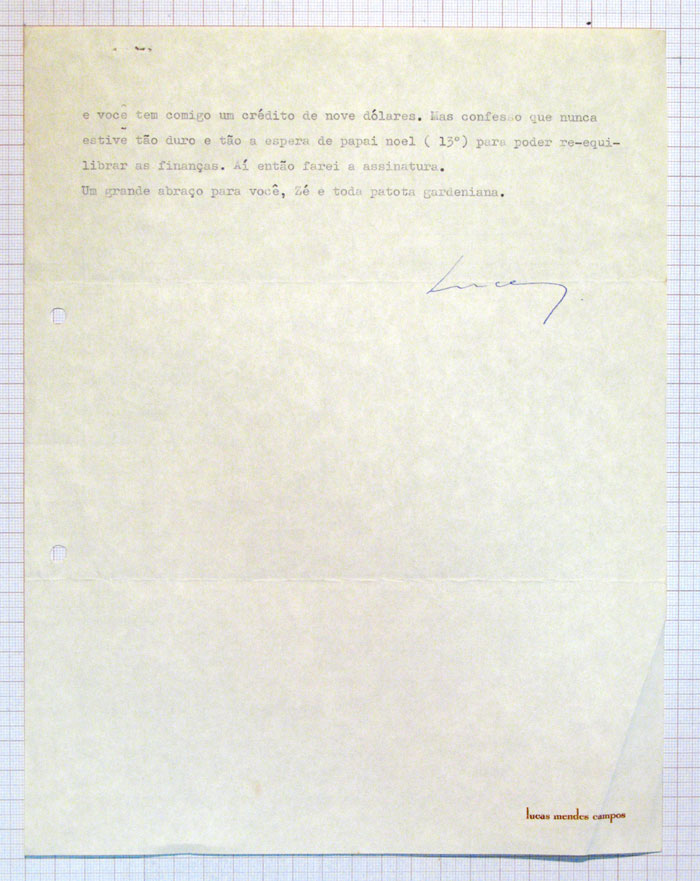 e você tem comigo um crédito de nove dólares. Mas confesso que nunca
estive tão duro e tão a espera de papai noel ( 13º) para poder re-equi-
librar as finanças. Aí então farei a assinatura.
Um grande abraço para você, Zé e toda patota gardeniana.
Lucas
lucas mendes campos